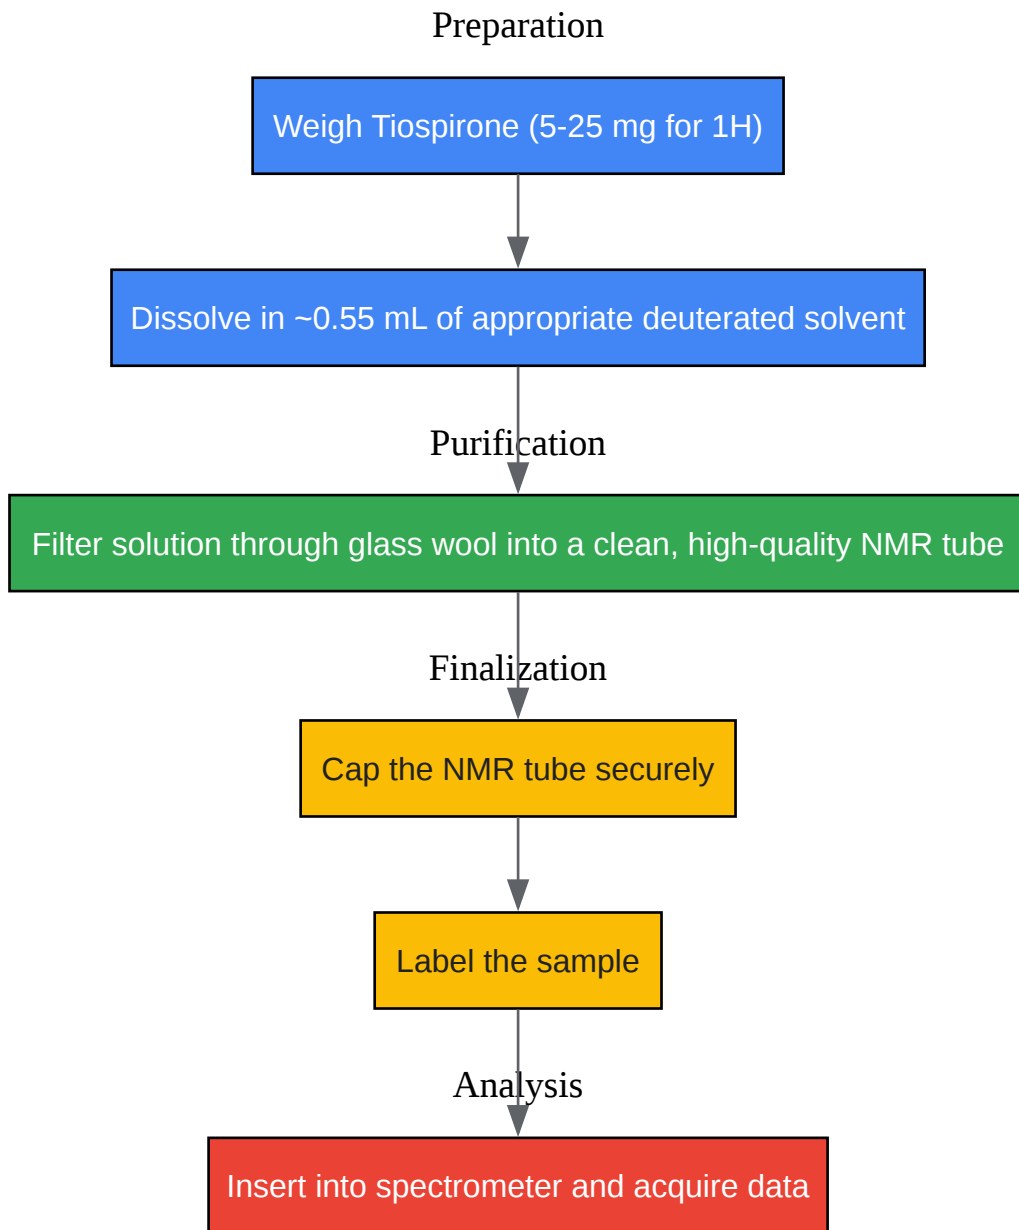 Preparation
Weigh Tiospirone (5-25 mg for 1H)
Dissolve in ~0.55 mL of appropriate deuterated solvent
Purification
Filter solution through glass wool into a clean, high-quality NMR tube
Finalization
Cap the NMR tube securely
Label the sample
Analysis
Insert into spectrometer and acquire data